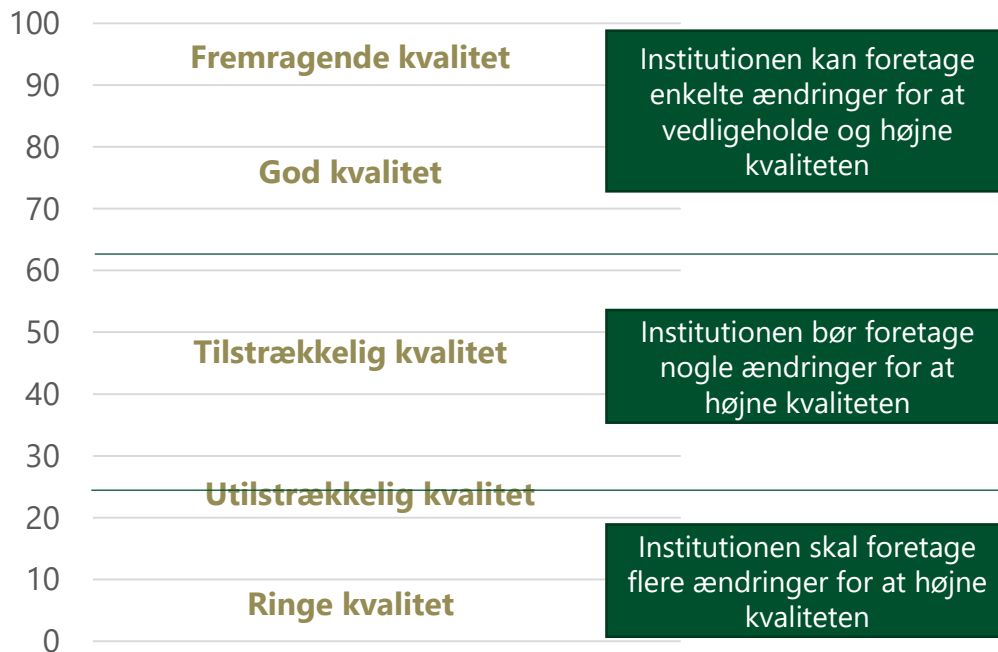 100
Fremragende kvalitet
90
80
God kvalitet
70
60
50
Tilstrækkelig kvalitet
40
30
Utilstrækkelig kvalitet
20
10
Ringe kvalitet
0
Institutionen kan foretage
enkelte ændringer for at
vedligeholde og højne
kvaliteten
Institutionen bør foretage
nogle ændringer for at
højne kvaliteten
Institutionen skal foretage
flere ændringer for at højne
kvaliteten